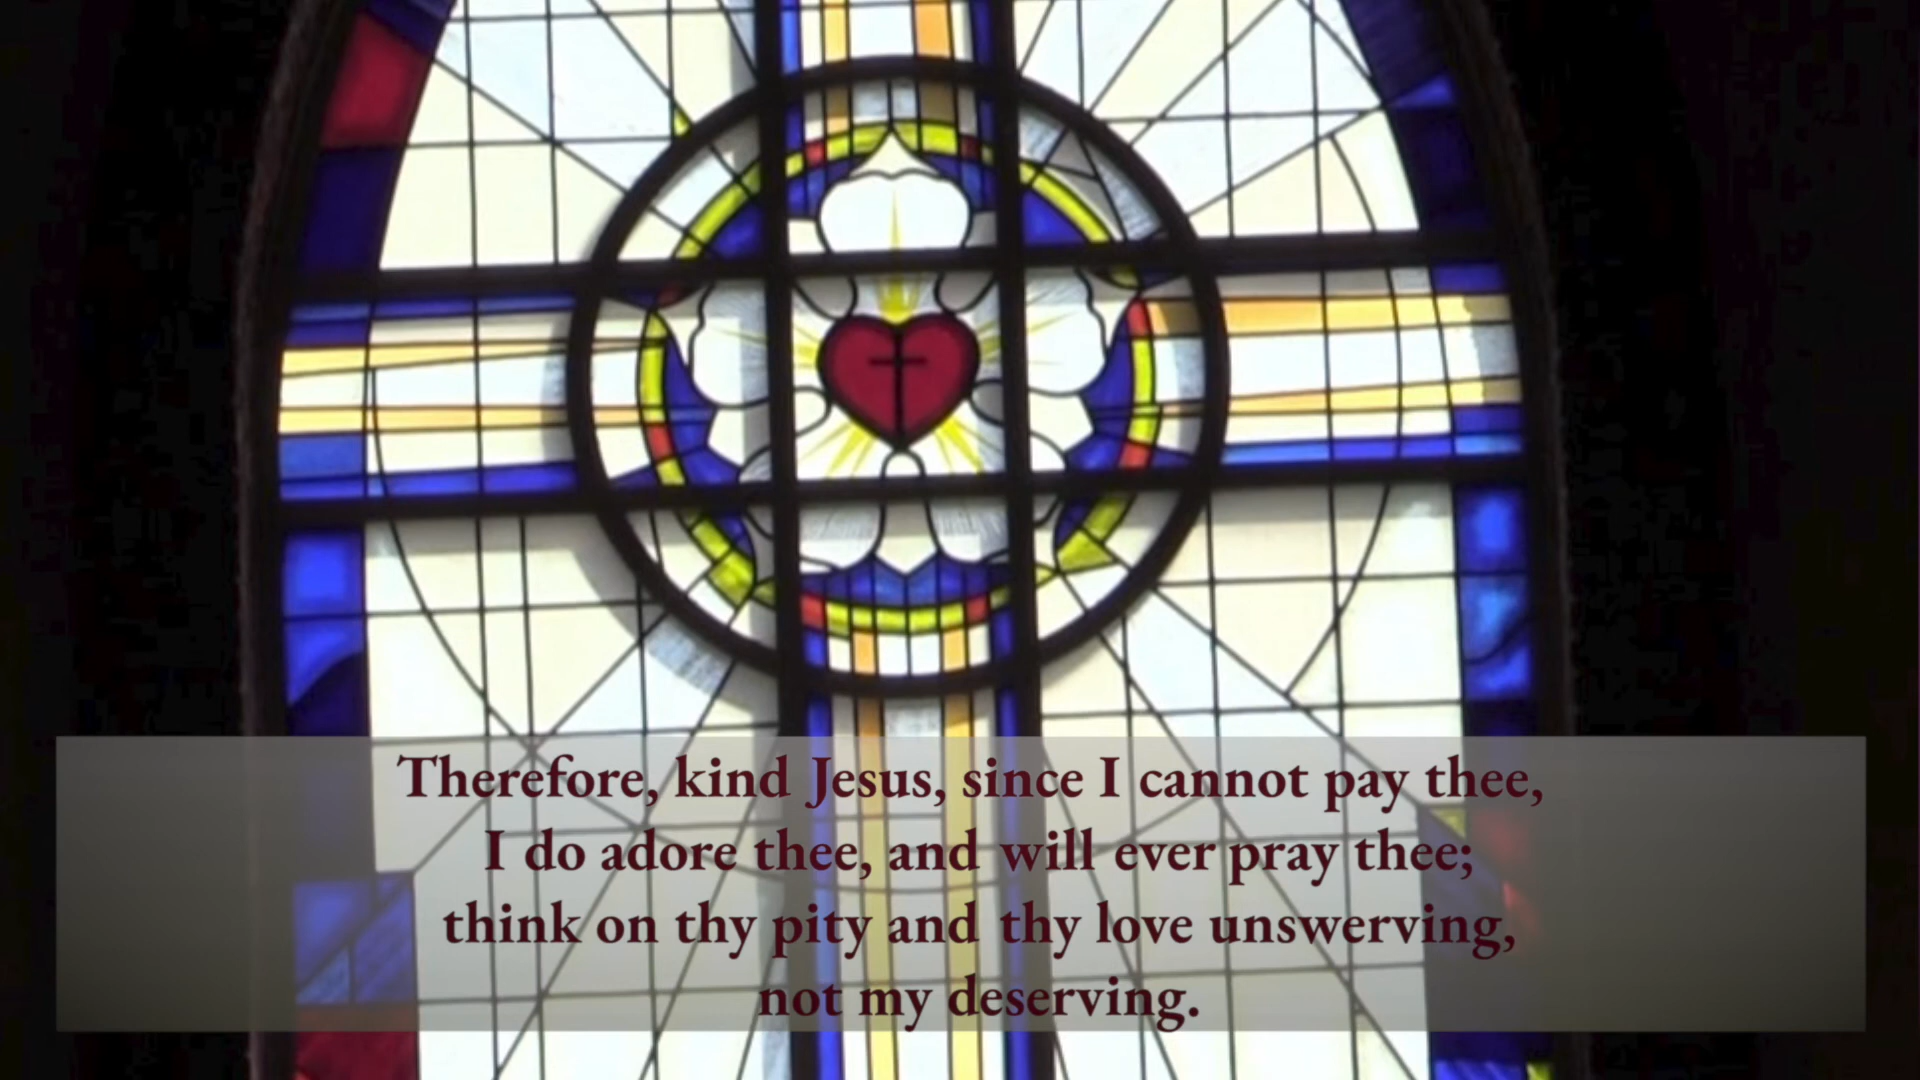 Therefore, kind Jesus, since I cannot pay thee,
I do adore thee, and will ever pray thee;
think on thy pity and thy love unswerving,
not my deserving.